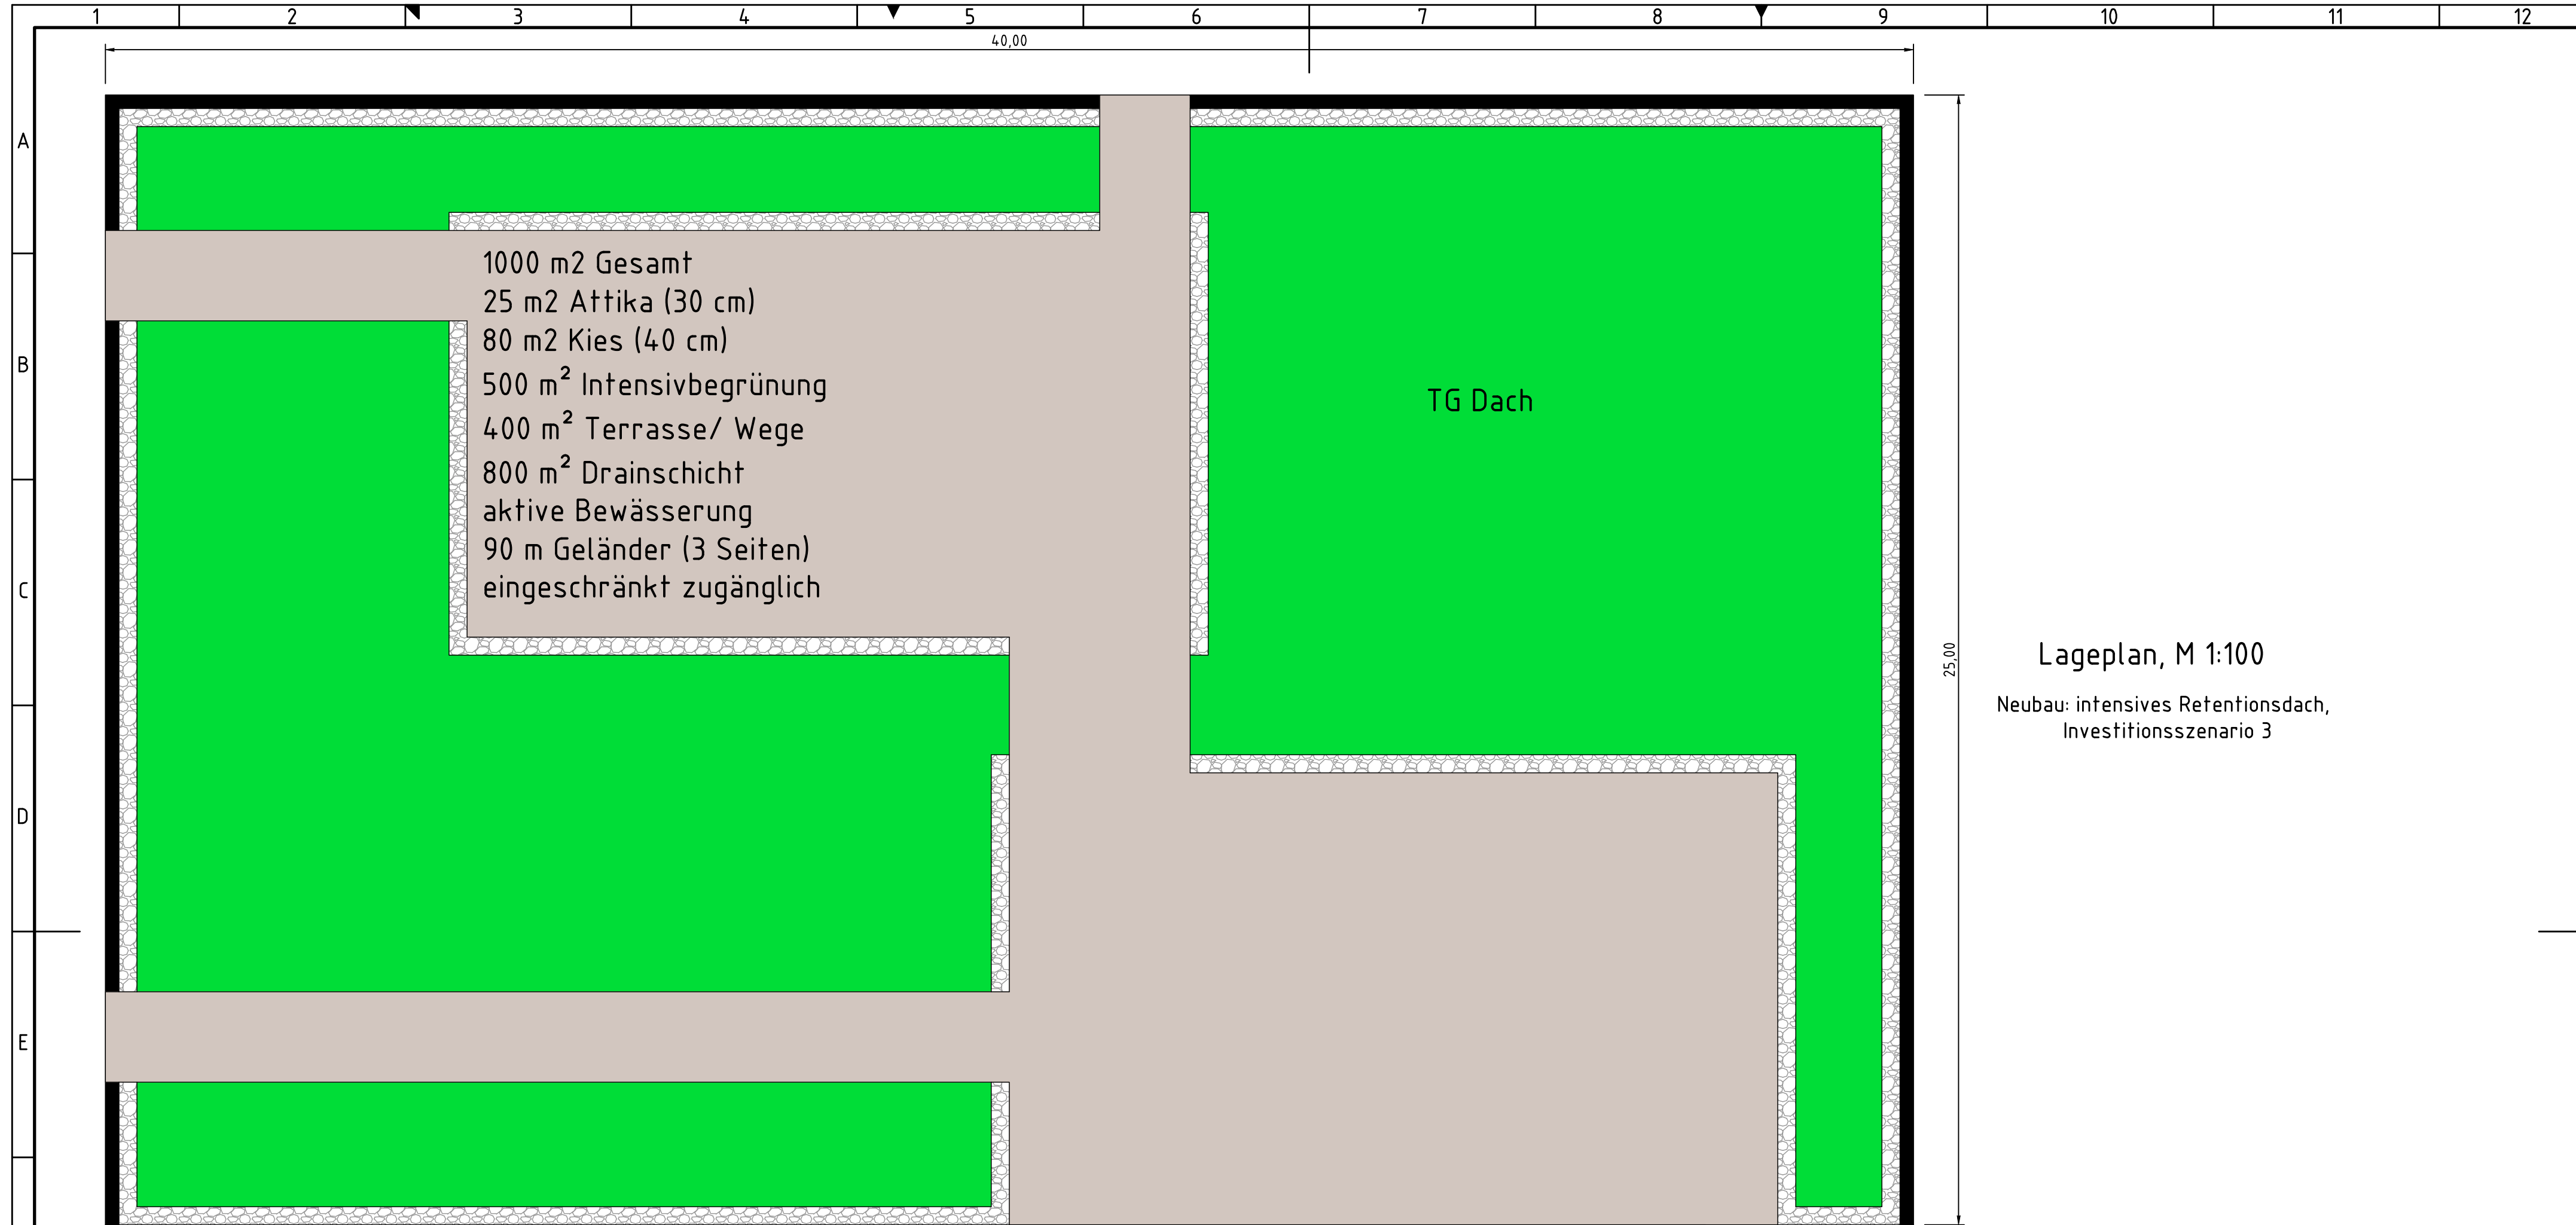 1 2 3 4 5 6 7 8 9 10 11 12
40,00
A
B
C
D
E
1000 m2 Gesamt
25 m2 Attika (30 cm)
80 m2 Kies (40 cm)
500 m² Intensivbegrünung
400 m² Terrasse/ Wege
800 m² Drainschicht
aktive Bewässerung
90 m Geländer (3 Seiten)
eingeschränkt zugänglich
TG Dach
25,00
Lageplan, M 1:100
Neubau: intensives Retentionsdach,
Investitionsszenario 3